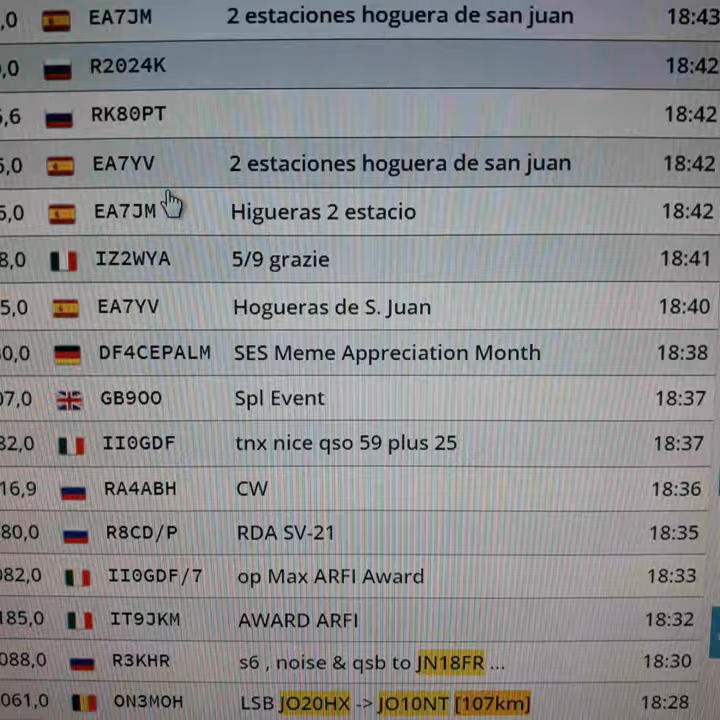 ,0 EA7JM 2 estaciones hoguera de san juan 18:43
,0 R2024K 18:42
,6 RK80PT 18:42
,0 EA7YV 2 estaciones hoguera de san juan 18:42
5,0 EA7JM Higueras 2 estacio 18:42
8,0 IZ2WYA 5/9 grazie 18:41
5,0 EA7YV Hogueras de S. Juan 18:40
0,0 DF4CEPALM SES Meme Appreciation Month 18:38
07,0 GB9OO Spl Event 18:37
82,0 II0GDF tnx nice qso 59 plus 25 18:37
16,9 RA4ABH CW 18:36
80,0 R8CD/P RDA SV-21 18:35
082,0 II0GDF/7 op Max ARFI Award 18:33
185,0 IT9JKM AWARD ARFI 18:32
088,0 R3KHR s6 , noise & qsb to JN18FR ... 18:30
061,0 ON3MOH LSB JO20HX -> JO10NT [107km] 18:28